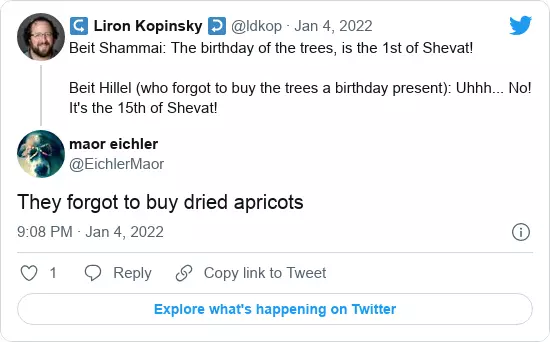 Liron Kopinsky @ldkop · Jan 4, 2022
Beit Shammai: The birthday of the trees, is the 1st of Shevat!
Beit Hillel (who forgot to buy the trees a birthday present): Uhhh... No!
It's the 15th of Shevat!
maor eichler
@EichlerMaor
They forgot to buy dried apricots
9:08 PM · Jan 4, 2022
1 Reply Copy link to Tweet
Explore what's happening on Twitter